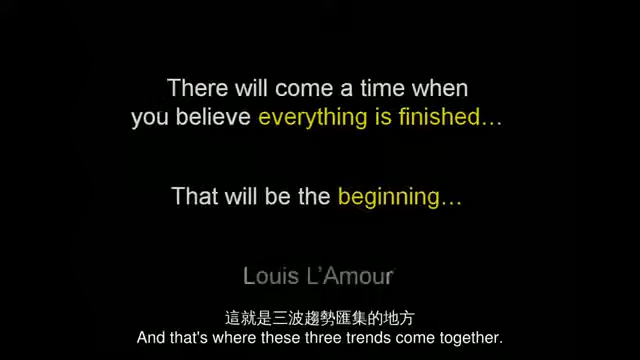 There will come a time when
you believe everything is finished…
That will be the beginning…
Louis L’Amour
這就是三波趨勢匯集的地方
And that's where these three trends come together.